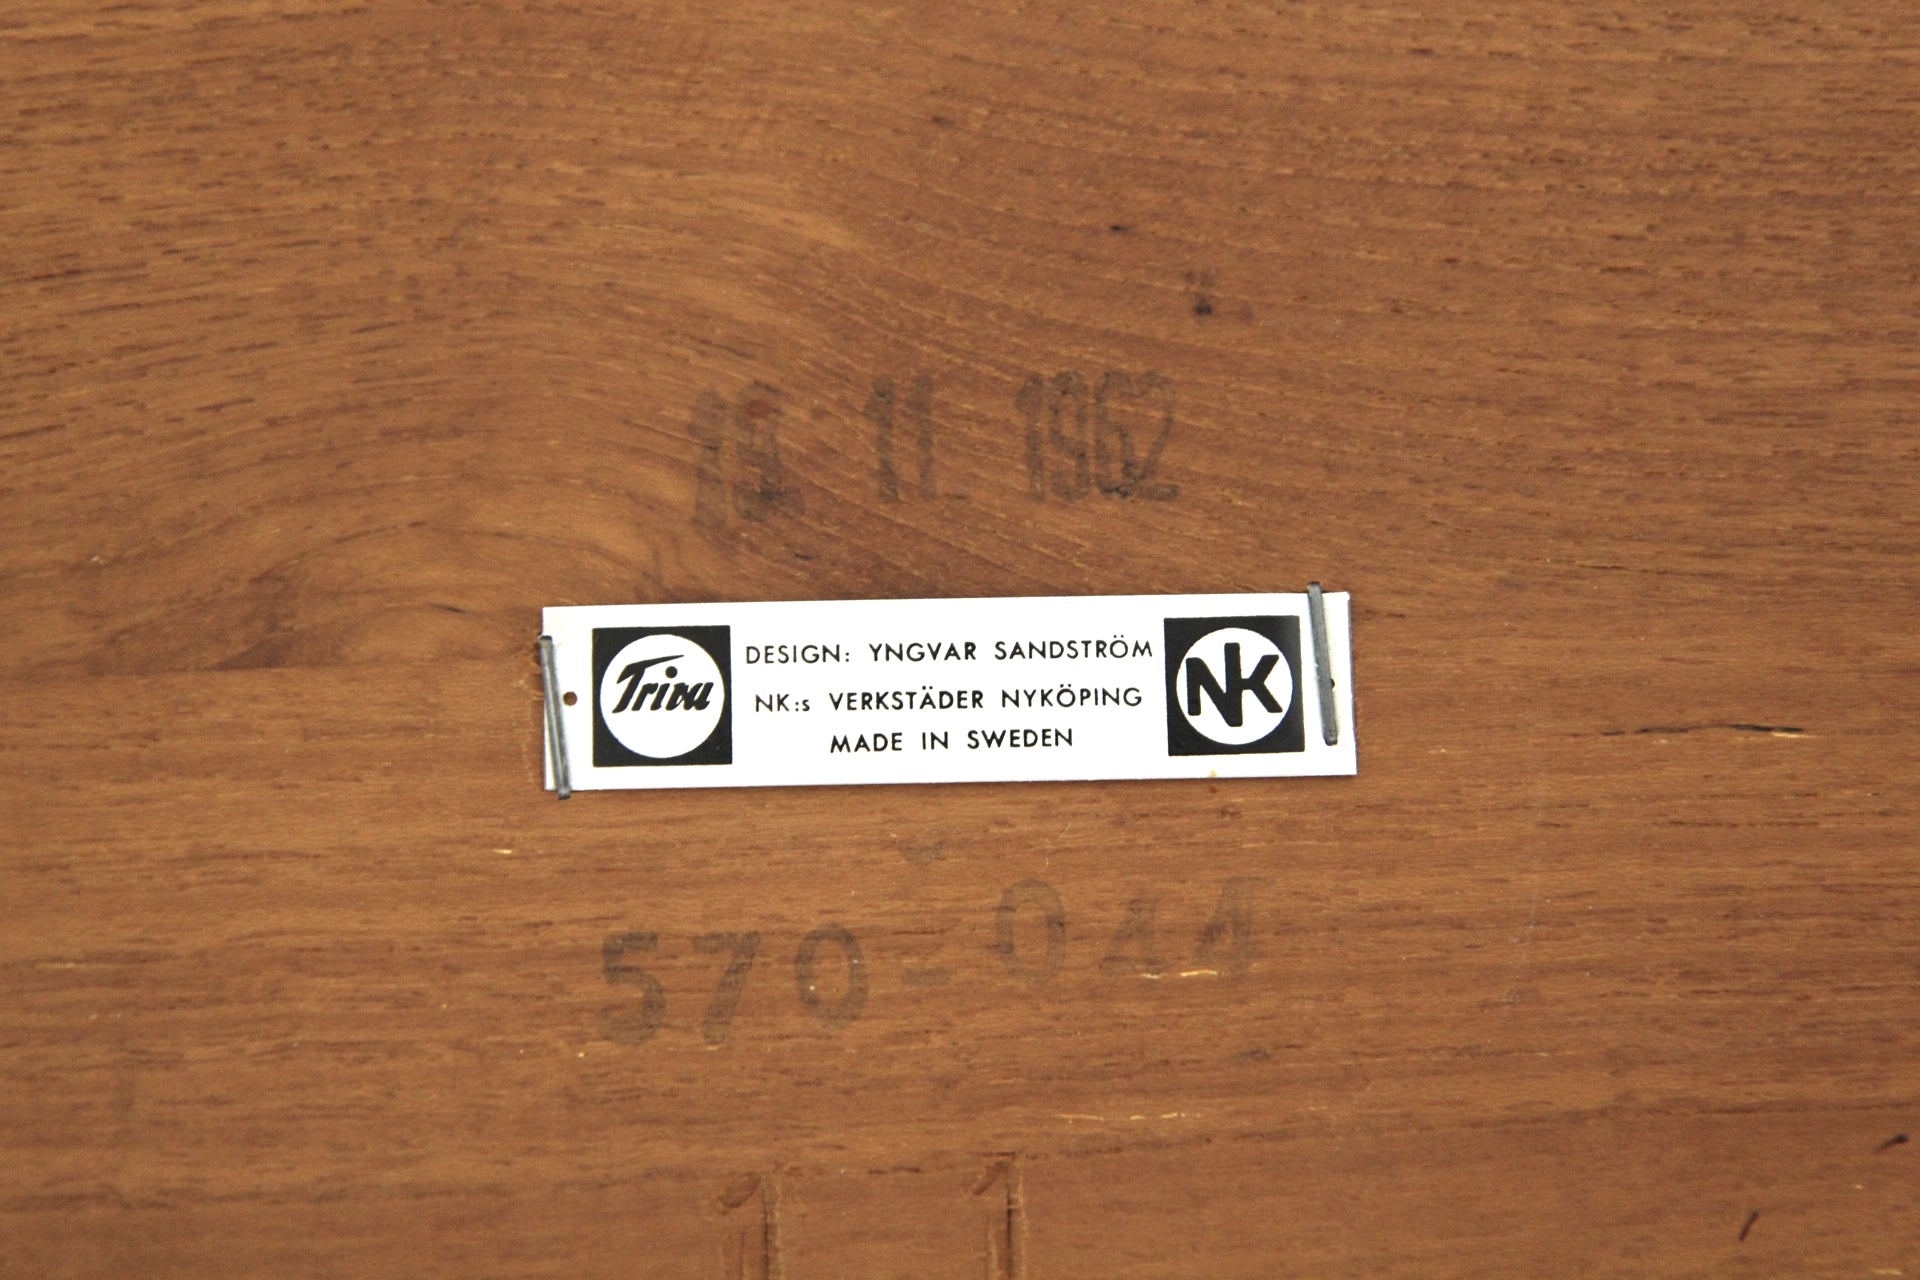 19. 11. 1962
Triva
DESIGN: YNGVAR SANDSTRÖM
NK:s VERKSTÄDER NYKÖPING
MADE IN SWEDEN
NK
570-044